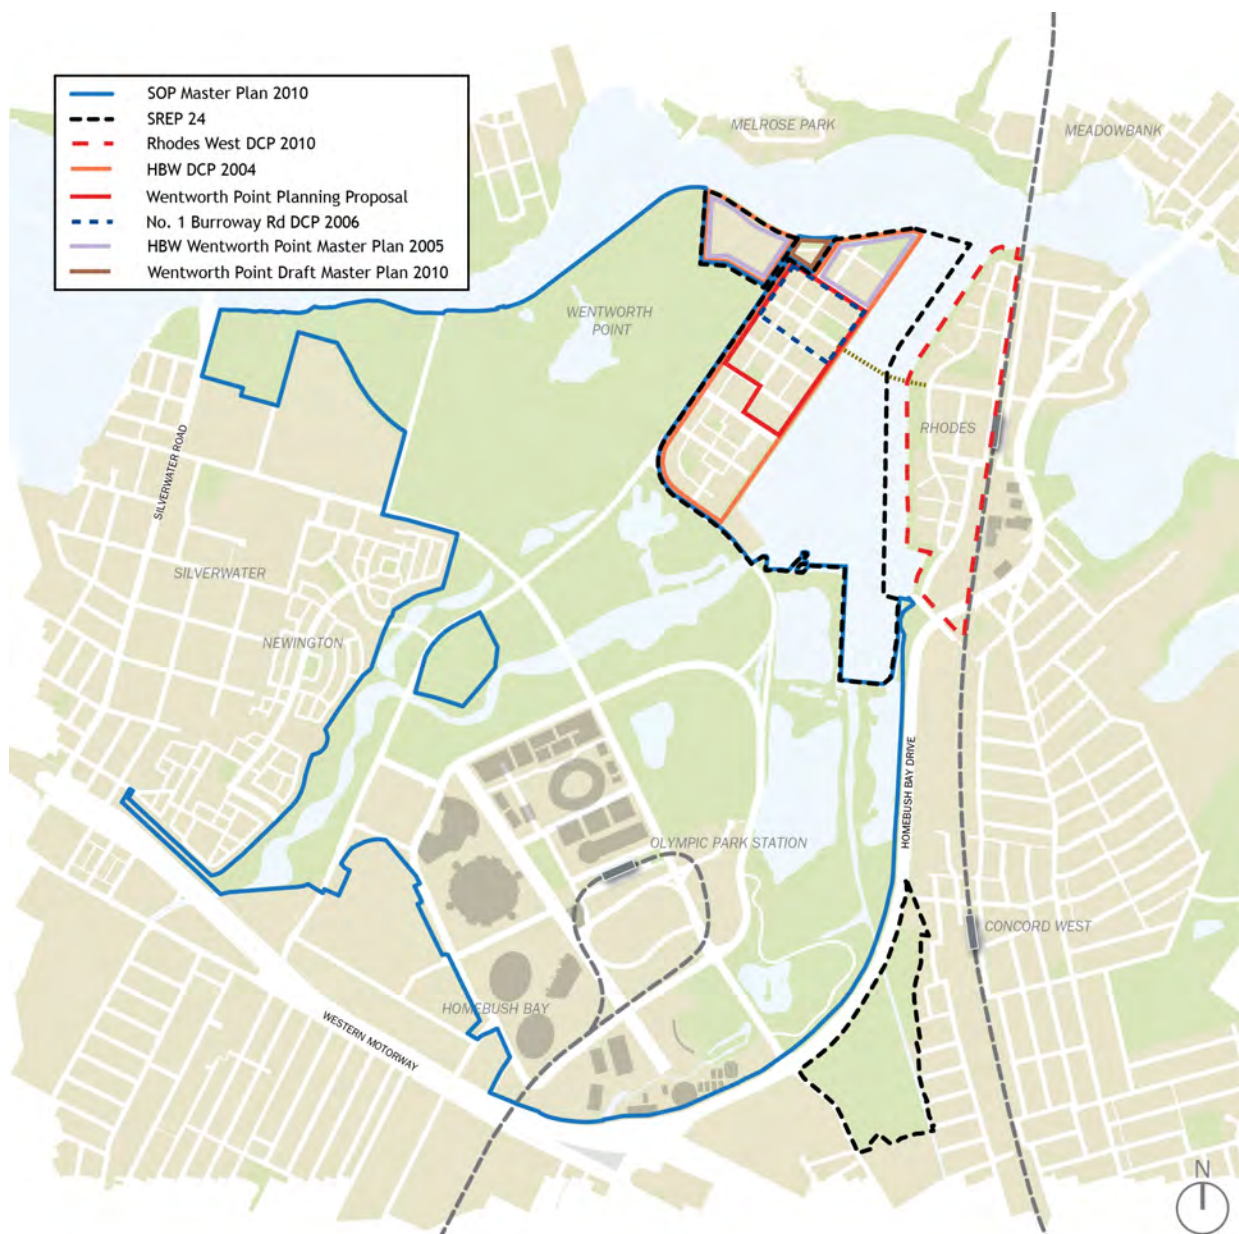 SOP Master Plan 2010
SREP 24
Rhodes West DCP 2010
HBW DCP 2004
Wentworth Point Planning Proposal
No. 1 Burroway Rd DCP 2006
HBW Wentworth Point Master Plan 2005
Wentworth Point Draft Master Plan 2010
MELROSE PARK
MEADOWBANK
WENTWORTH
POINT
RHODES
SILVERWATER ROAD
SILVERWATER
NEWINGTON
HOMEBUSH BAY DRIVE
OLYMPIC PARK STATION
CONCORD WEST
HOMEBUSH BAY
WESTERN MOTORWAY
N